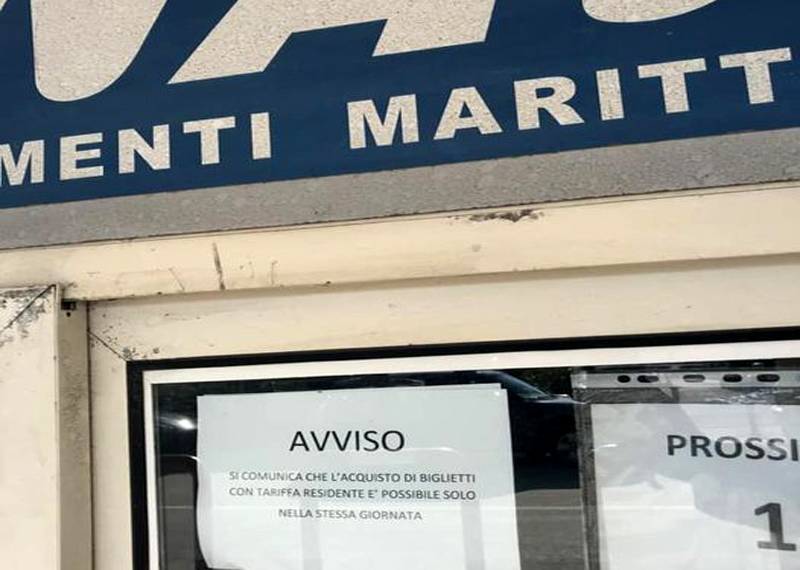 MENTI MARITT
AVVISO
SI COMUNICA CHE L'ACQUISTO DI BIGLIETTI
CON TARIFFA RESIDENTE E' POSSIBILE SOLO
NELLA STESSA GIORNATA
PROSSI
1